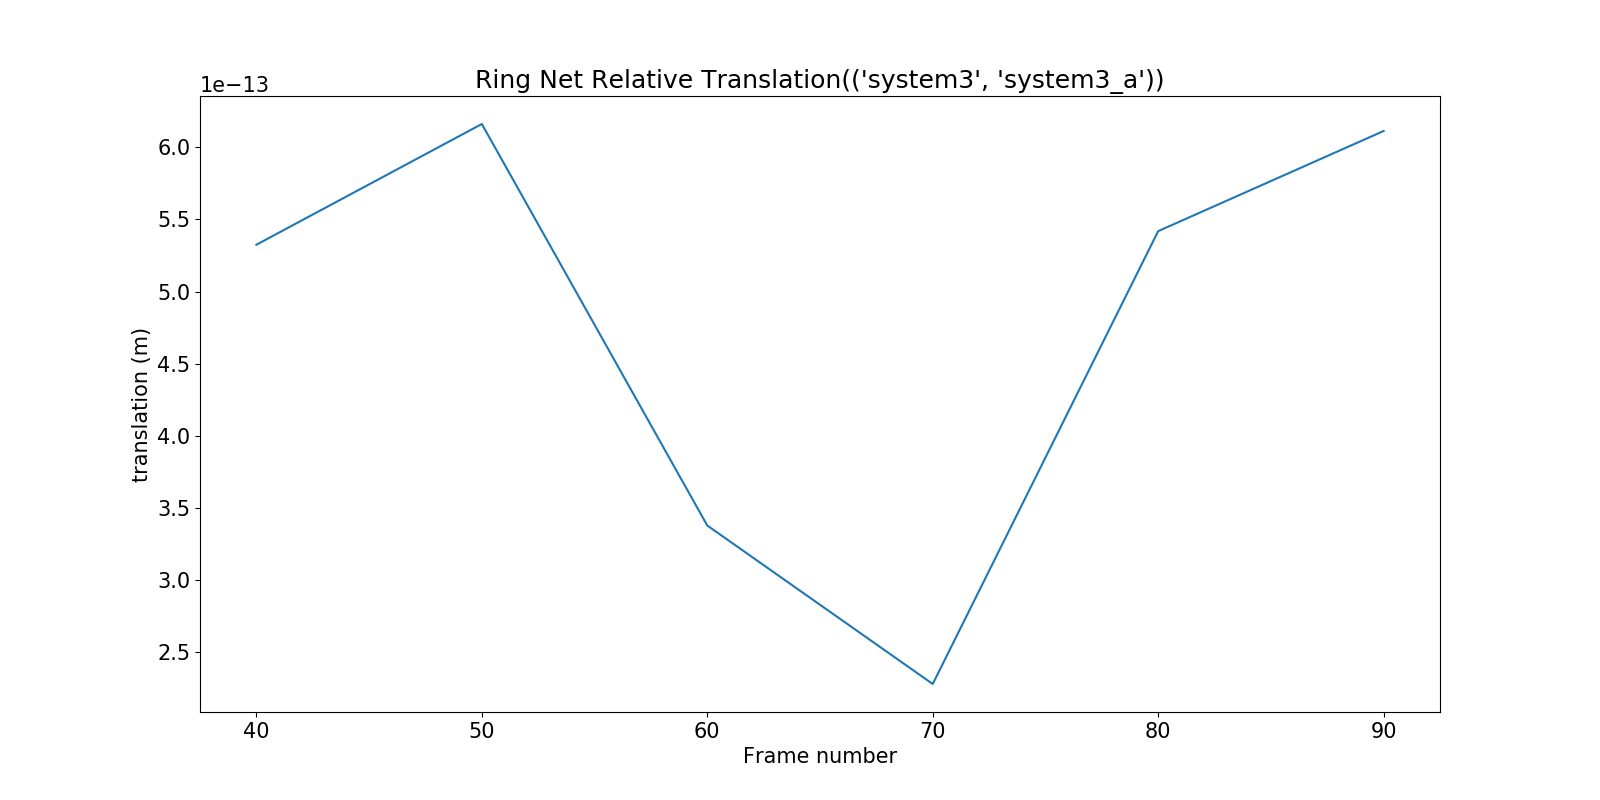 Ring Net Relative Translation(('system3', 'system3_a'))
1e−13
6.0
5.5
5.0
4.5
4.0
3.5
3.0
2.5
translation (m)
40 50 60 70 80 90
Frame number